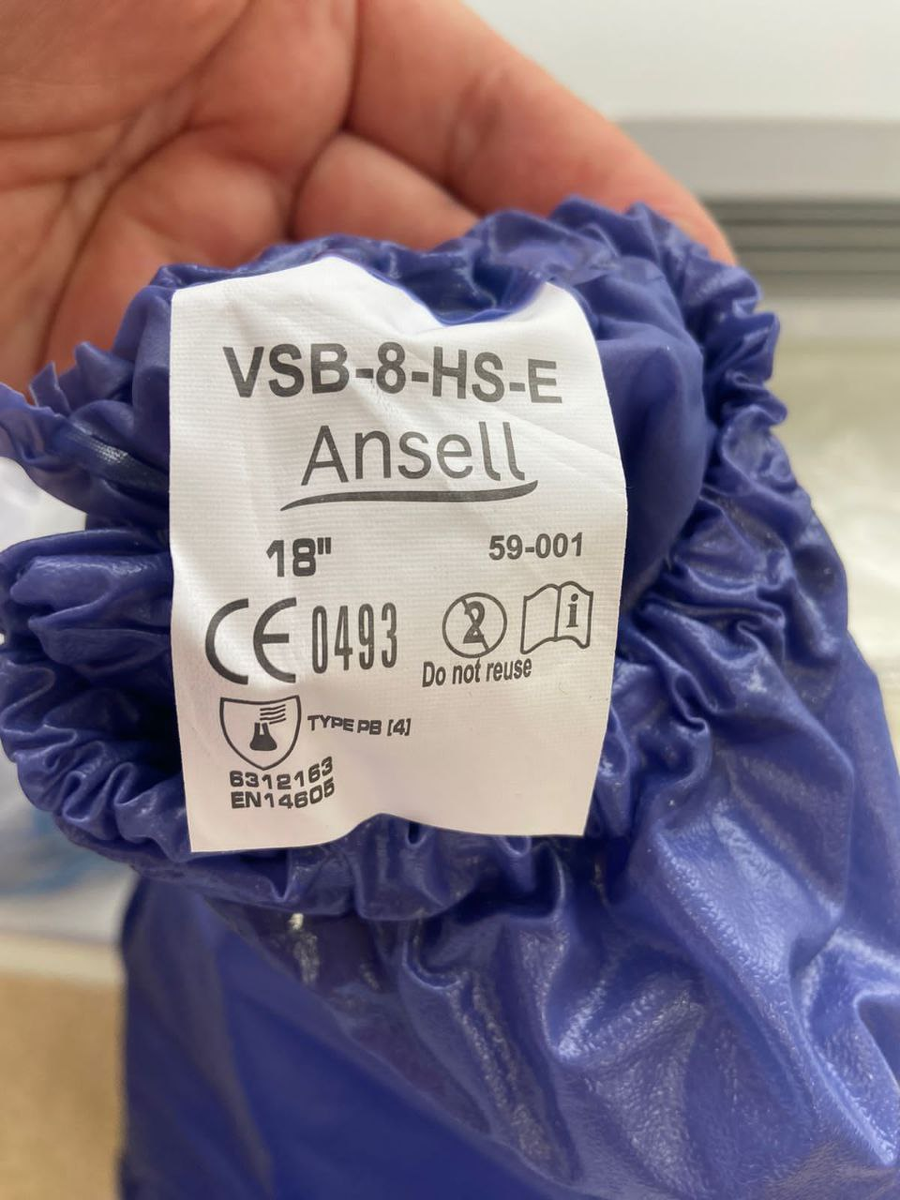 VSB-8-HS-E
Ansell
18" 59-001
CE 0493 i
Do not reuse
TYPE PB [4]
6312163
EN14605